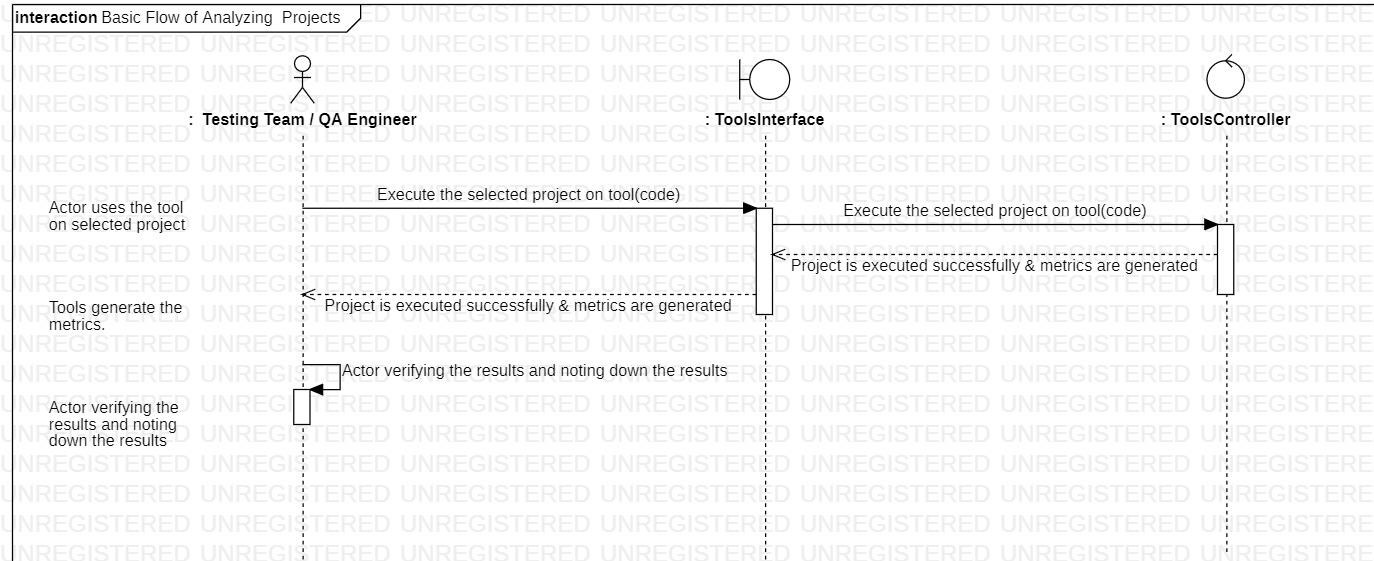 interaction Basic Flow of Analyzing Projects
: Testing Team / QA Engineer
: ToolsInterface
: ToolsController
Execute the selected project on tool(code)
Actor uses the tool
on selected project
Execute the selected project on tool(code)
Project is executed successfully & metrics are generated
Project is executed successfully & metrics are generated
Tools generate the
metrics.
Actor verifying the results and noting down the results
Actor verifying the
results and noting
down the results
UNREGISTERED